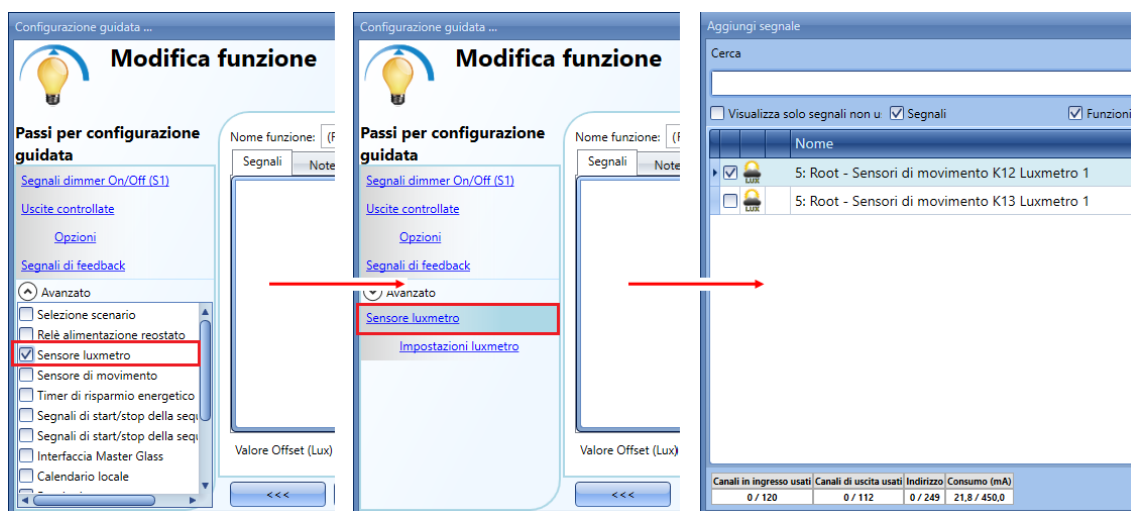 Configurazione guidata ...
Modifica funzione
Passi per configurazione
guidata
Segnali dimmer On/Off (S1)
Uscite controllate
Opzioni
Segnali di feedback
Avanzato
Selezione scenario
Relè alimentazione reostato
Sensore luxmetro
Sensore di movimento
Timer di risparmio energetico
Segnali di start/stop della
Segnali di start/stop della
Interfaccia Master Glass
Calendario locale
Nome funzione:
Segnali
Note
Valore Offset (Lux)
<<<
Configurazione guidata ...
Modifica funzione
Passi per configurazione
guidata
Segnali dimmer On/Off (S1)
Uscite controllate
Opzioni
Segnali di feedback
Avanzato
Sensore luxmetro
Impostazioni luxmetro
Nome funzione:
Segnali
Note
Valore Offset (Lux)
<<<
Aggiungi segnale
Cerca
Visualizza solo segnali non u Segnali Funzioni
Nome
LUX 5: Root - Sensori di movimento K12 Luxmetro 1
LUX 5: Root - Sensori di movimento K13 Luxmetro 1
Canali in ingresso usati Canali di uscita usati Indirizzo Consumo (mA)
0 / 120 0 / 112 0 / 249 21,8 / 450,0